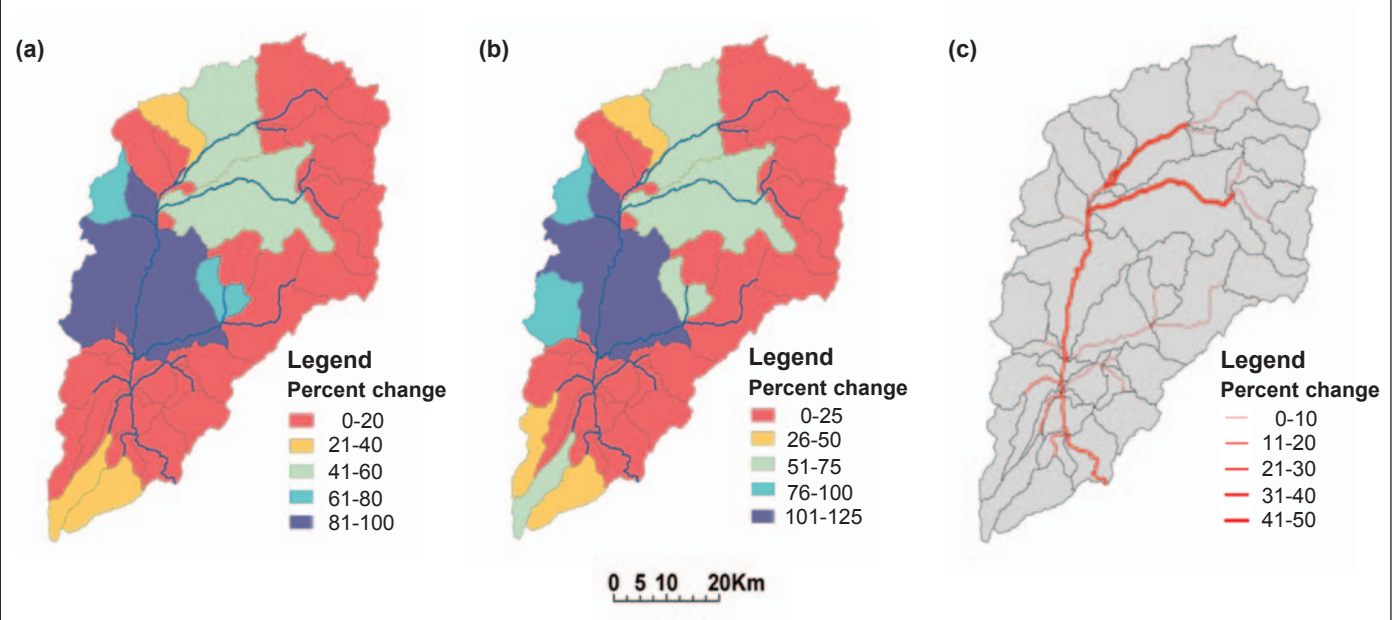 (a)
Legend
Percent change
0-20
21-40
41-60
61-80
81-100
(b)
Legend
Percent change
0-25
26-50
51-75
76-100
101-125
(c)
Legend
Percent change
0-10
11-20
21-30
31-40
41-50
0 5 10 20Km